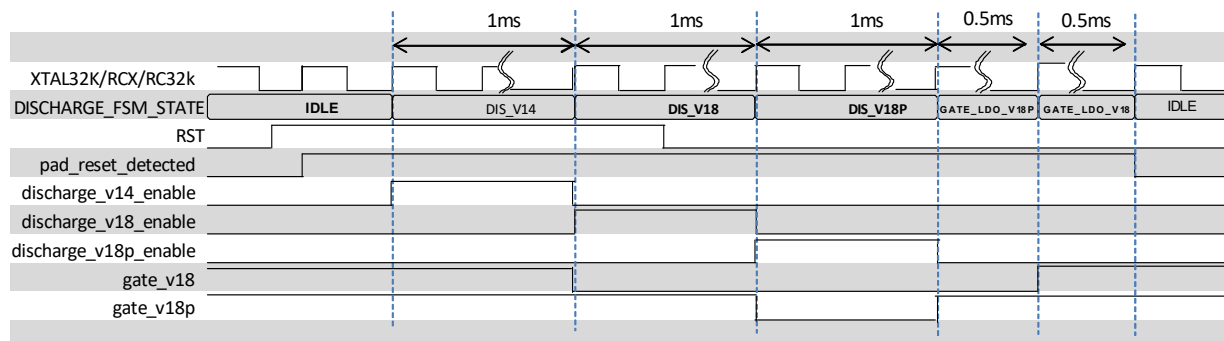 1ms 1ms 1ms 0.5ms 0.5ms
XTAL32K/RCX/RC32k
DISCHARGE_FSM_STATE IDLE DIS_V14 DIS_V18 DIS_V18P GATE_LDO_V18P GATE_LDO_V18 IDLE
RST
pad_reset_detected
discharge_v14_enable
discharge_v18_enable
discharge_v18p_enable
gate_v18
gate_v18p